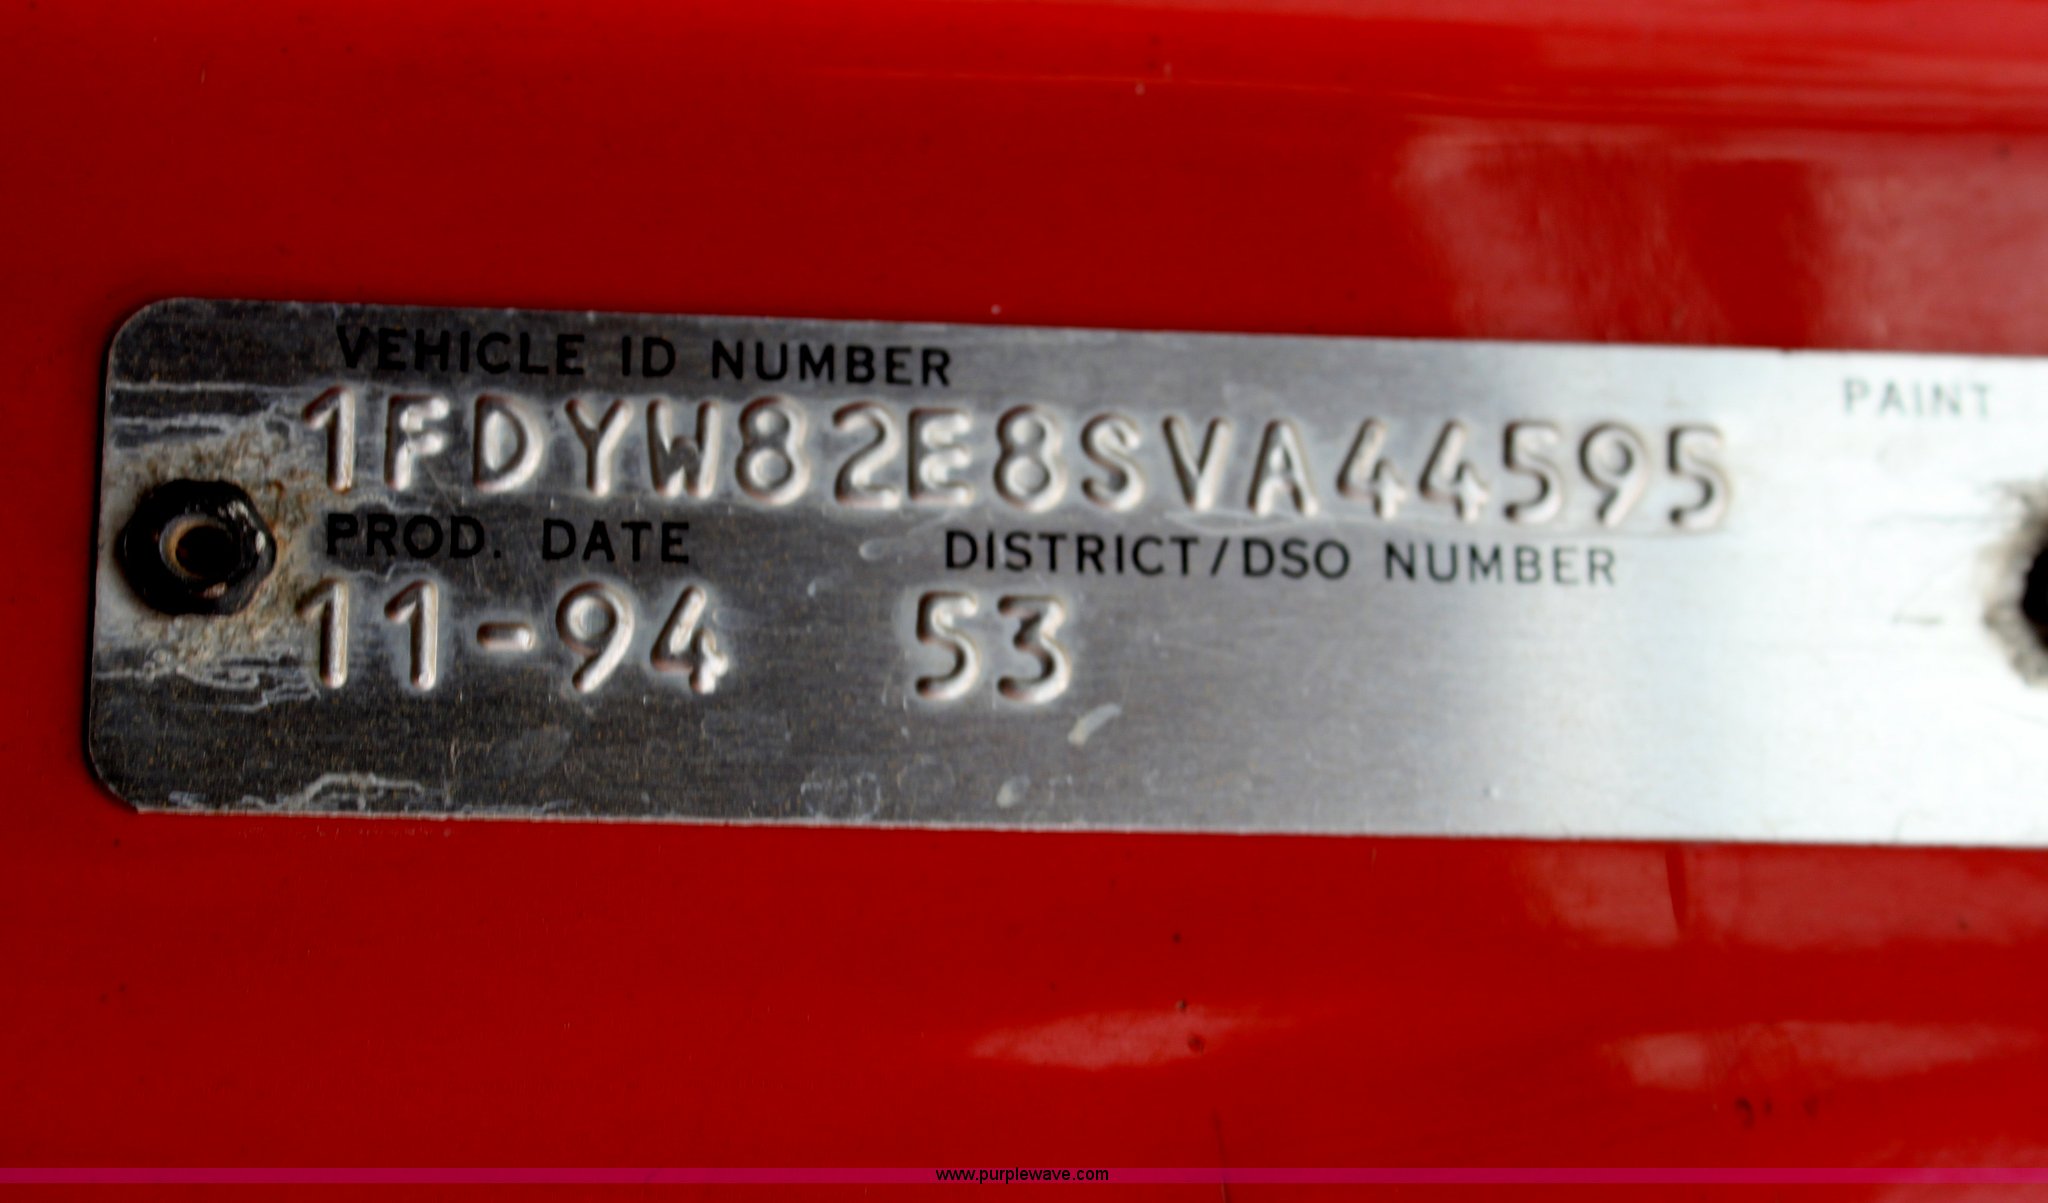 VEHICLE ID NUMBER
PAINT
1FDYW82E8SVA44595
PROD. DATE DISTRICT/DSO NUMBER
11-94 53
www.purplewave.com